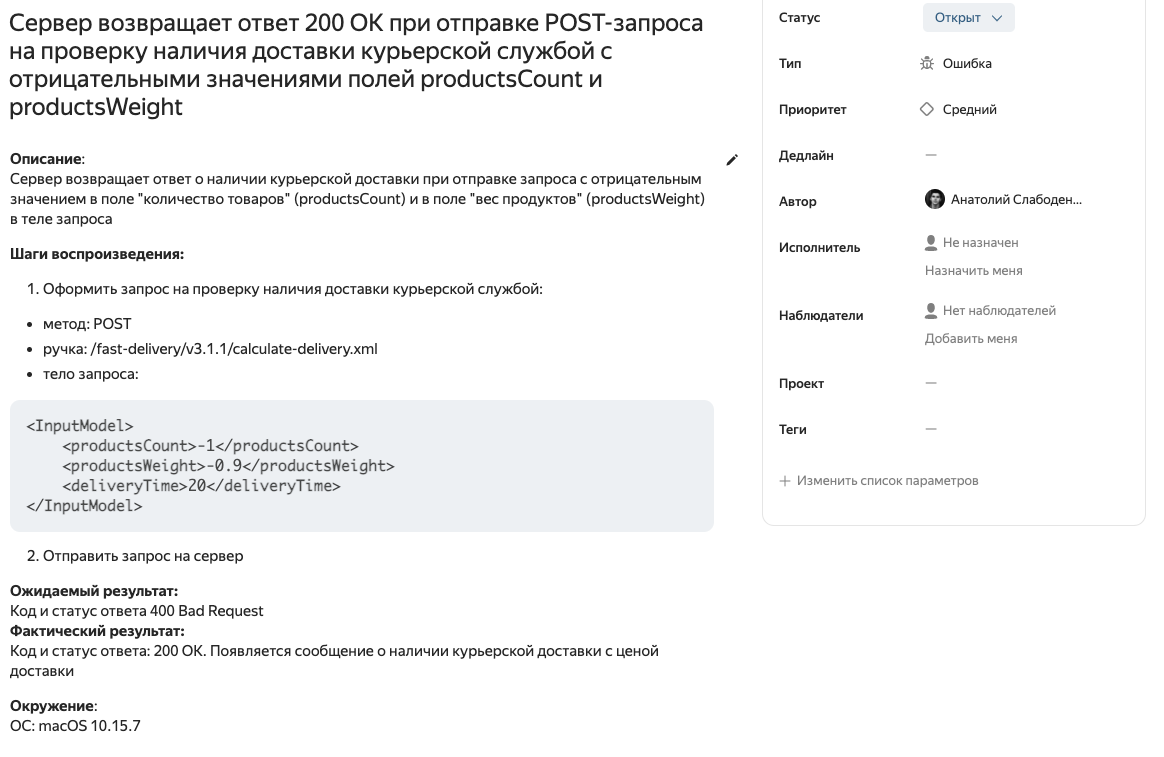 Сервер возвращает ответ 200 OK при отправке POST-запроса
на проверку наличия доставки курьерской службой с
отрицательными значениями полей productsCount и
productsWeight
Описание:
Сервер возвращает ответ о наличии курьерской доставки при отправке запроса с отрицательным
значением в поле "количество товаров" (productsCount) и в поле "вес продуктов" (productsWeight)
в теле запроса
Шаги воспроизведения:
1. Оформить запрос на проверку наличия доставки курьерской службой:
• метод: POST
• ручка: /fast-delivery/v3.1.1/calculate-delivery.xml
• тело запроса:
<InputModel>
    <productsCount>-1</productsCount>
    <productsWeight>-0.9</productsWeight>
    <deliveryTime>20</deliveryTime>
</InputModel>
2. Отправить запрос на сервер
Ожидаемый результат:
Код и статус ответа 400 Bad Request
Фактический результат:
Код и статус ответа: 200 OK. Появляется сообщение о наличии курьерской доставки с ценой
доставки
Окружение:
ОС: macOS 10.15.7
Статус Открыт
Тип Ошибка
Приоритет Средний
Дедлайн —
Автор Анатолий Слабоден...
Исполнитель Не назначен
Назначить меня
Наблюдатели Нет наблюдателей
Добавить меня
Проект —
Теги —
+ Изменить список параметров